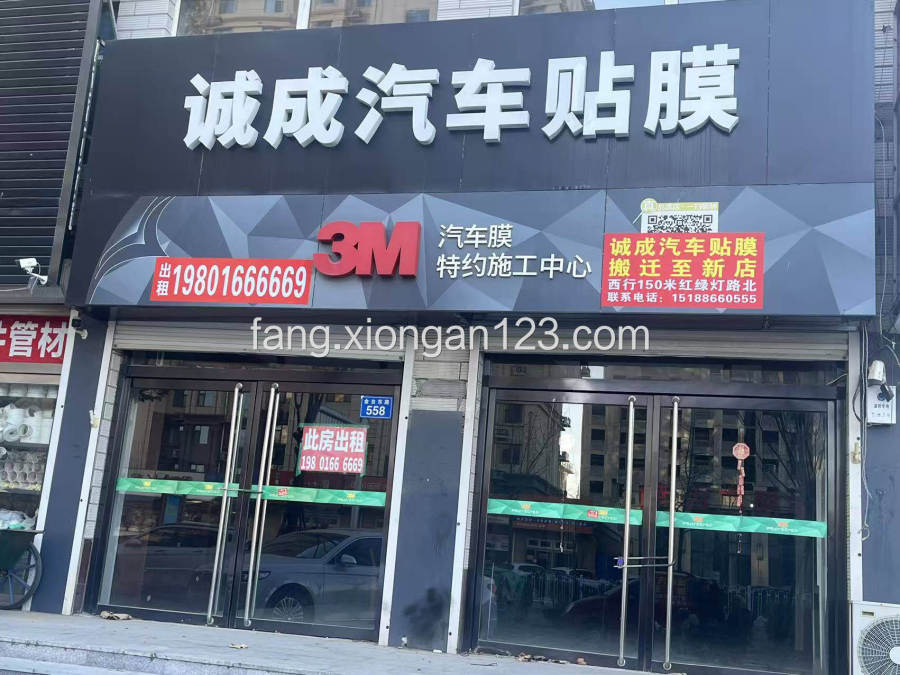 诚成汽车贴膜
3M
汽车膜
特约施工中心
出租
19801666669
诚成汽车贴膜
搬迁至新店
西行150米红绿灯路北
联系电话：15188660555
fang.xiongan123.com
管材
558
此房出租
198 0166 6669
3M